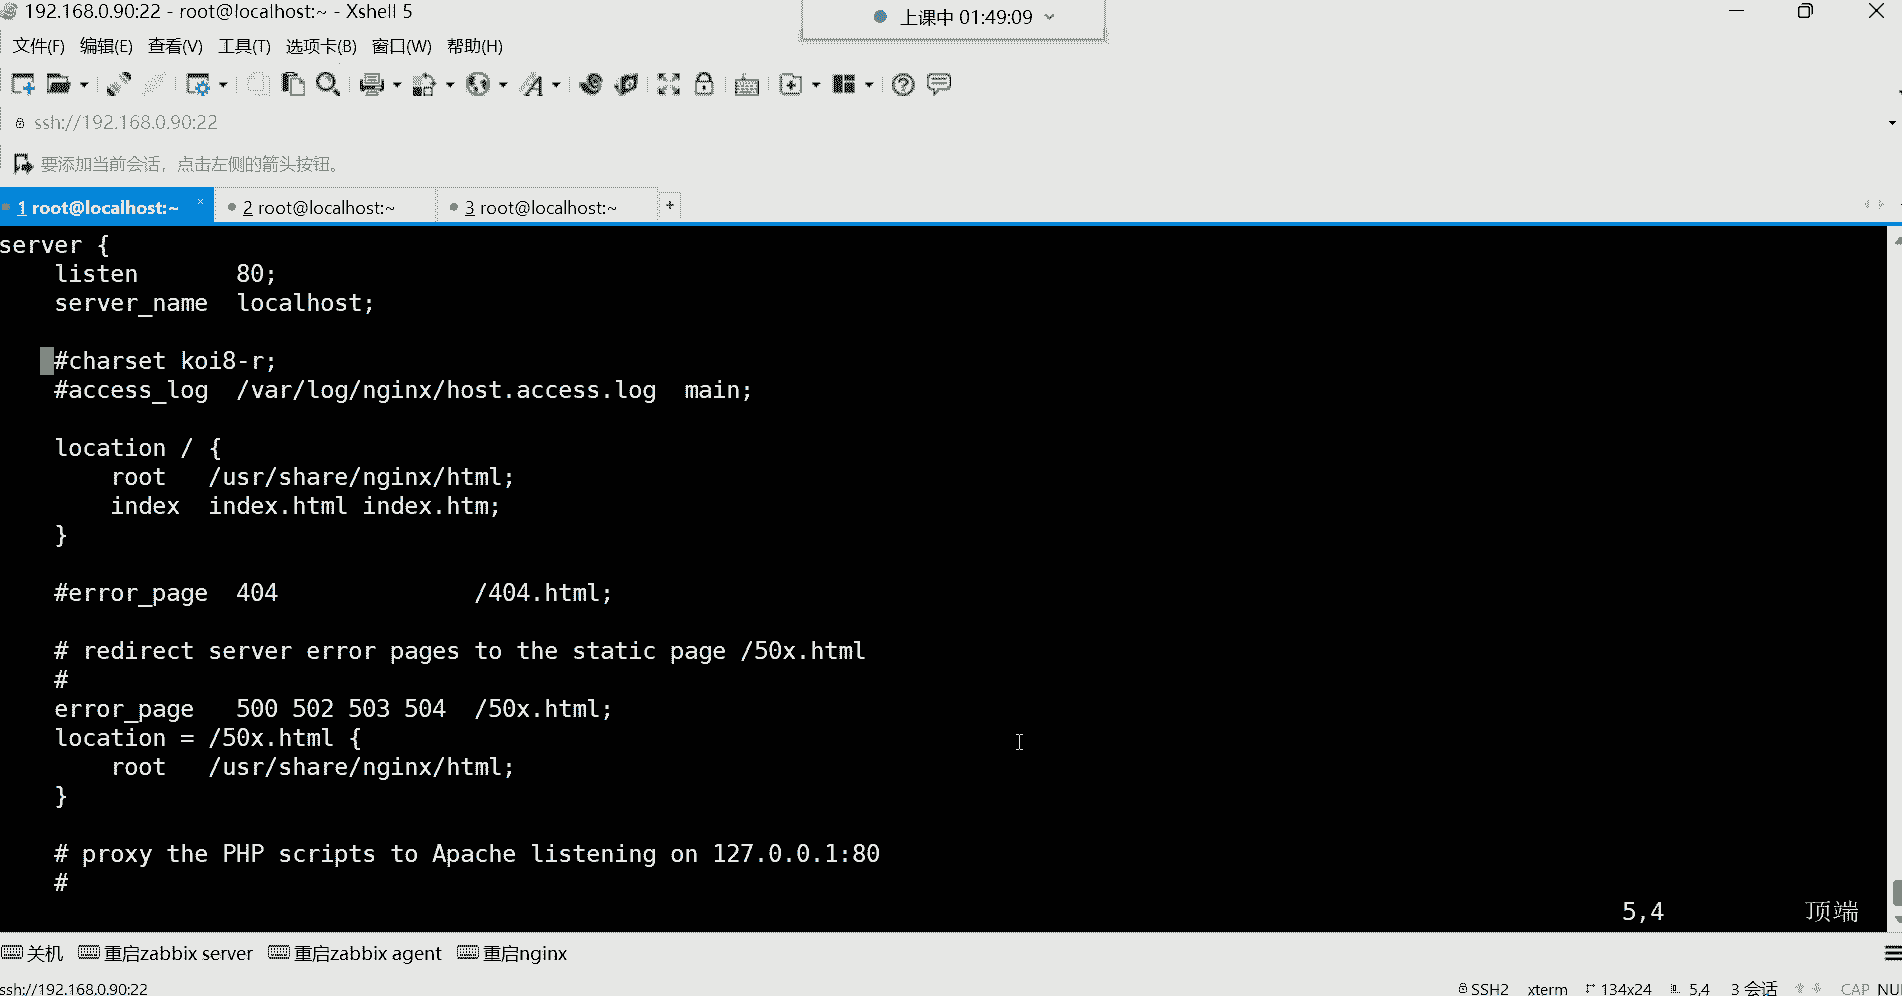 192.168.0.90:22 - root@localhost:~ - Xshell 5
上课中 01:49:09
文件(F) 编辑(E) 查看(V) 工具(T) 选项卡(B) 窗口(W) 帮助(H)
ssh://192.168.0.90:22
要添加当前会话，点击左侧的箭头按钮。
1 root@localhost:~ × 2 root@localhost:~ 3 root@localhost:~ +
server {
    listen       80;
    server_name  localhost;
    #charset koi8-r;
    #access_log  /var/log/nginx/host.access.log  main;
    location / {
        root   /usr/share/nginx/html;
        index  index.html index.htm;
    }
    #error_page  404              /404.html;
    # redirect server error pages to the static page /50x.html
    #
    error_page   500 502 503 504  /50x.html;
    location = /50x.html {
        root   /usr/share/nginx/html;
    }
    # proxy the PHP scripts to Apache listening on 127.0.0.1:80
    #
5,4 顶端
关机 重启zabbix server 重启zabbix agent 重启nginx
ssh://192.168.0.90:22 SSH2 xterm 134x24 5,4 3 会话 CAP NU